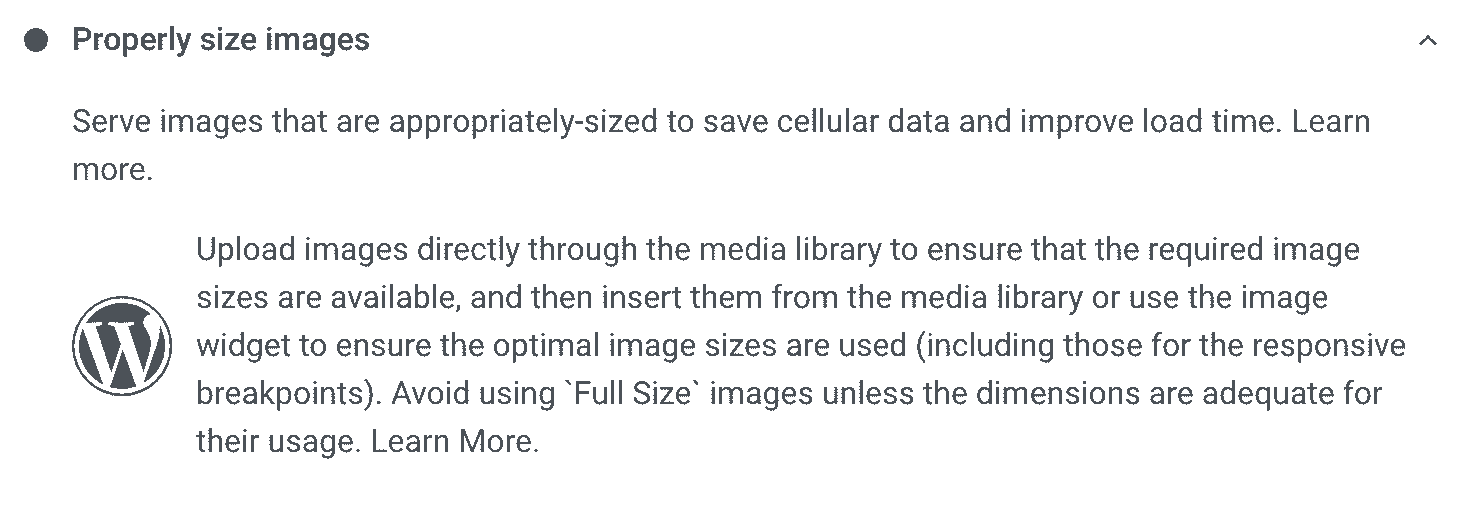 Properly size images
Serve images that are appropriately-sized to save cellular data and improve load time. Learn
more.
Upload images directly through the media library to ensure that the required image
sizes are available, and then insert them from the media library or use the image
widget to ensure the optimal image sizes are used (including those for the responsive
breakpoints). Avoid using `Full Size` images unless the dimensions are adequate for
their usage. Learn More.